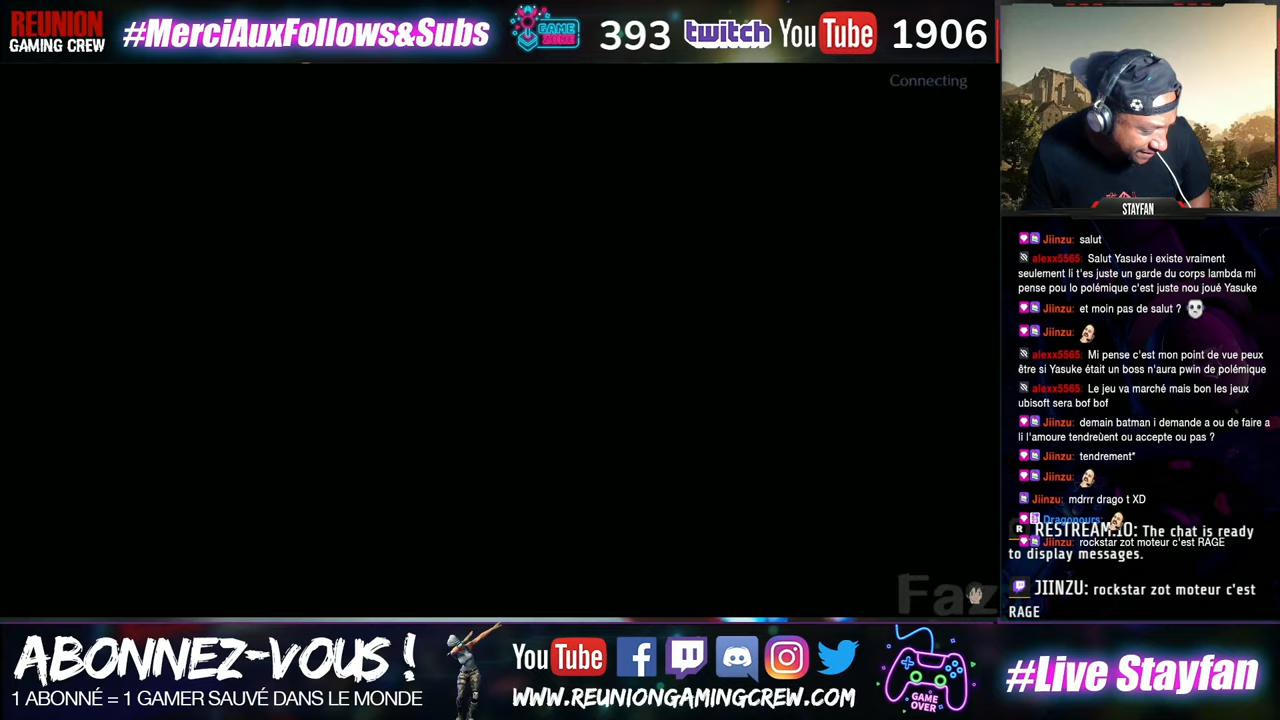 REUNION
GAMING CREW
#MerciAuxFollows&Subs
GAME
393
twitch
YouTube
1906
Connecting
STAYFAN
Jiinzu: salut
alexx5565: Salut Yasuke i existe vraiment
seulement li t'es juste un garde du corps lambda mi
pense pou lo polémique c'est juste nou joué Yasuke
Jiinzu: et moin pas de salut ?
Jiinzu:
alexx5565: Mi pense c'est mon point de vue peux
être si Yasuke était un boss n'aura pwin de polémique
alexx5565: Le jeu va marché mais bon les jeux
ubisoft sera bof bof
Jiinzu: demain batman i demande a ou de faire a
li l'amoure tendreùent ou accepte ou pas ?
Jiinzu: tendrement*
Jiinzu:
Jiinzu: mdrrr drago t XD
Dragonours:
RESTREAM.IO: The chat is ready
to display messages.
Jiinzu: rockstar zot moteur c'est RAGE
JIINZU: rockstar zot moteur c'est
RAGE
Faz
ABONNEZ-VOUS !
1 ABONNÉ = 1 GAMER SAUVÉ DANS LE MONDE
YouTube
WWW.REUNIONGAMINGCREW.COM
GAME
OVER
#Live Stayfan